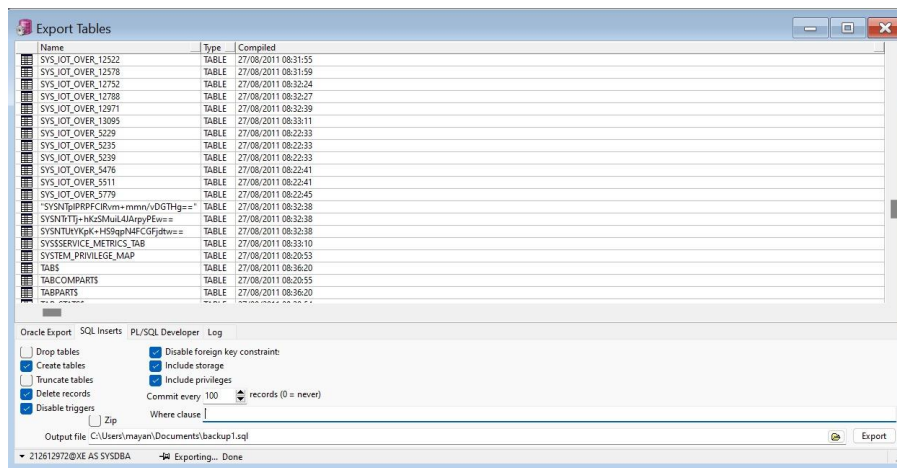 Export Tables
Name Type Compiled
SYS_IOT_OVER_12522 TABLE 27/08/2011 08:31:55
SYS_IOT_OVER_12578 TABLE 27/08/2011 08:31:59
SYS_IOT_OVER_12752 TABLE 27/08/2011 08:32:24
SYS_IOT_OVER_12788 TABLE 27/08/2011 08:32:27
SYS_IOT_OVER_12971 TABLE 27/08/2011 08:32:39
SYS_IOT_OVER_13095 TABLE 27/08/2011 08:33:11
SYS_IOT_OVER_5229 TABLE 27/08/2011 08:22:33
SYS_IOT_OVER_5235 TABLE 27/08/2011 08:22:33
SYS_IOT_OVER_5239 TABLE 27/08/2011 08:22:33
SYS_IOT_OVER_5476 TABLE 27/08/2011 08:22:41
SYS_IOT_OVER_5511 TABLE 27/08/2011 08:22:41
SYS_IOT_OVER_5779 TABLE 27/08/2011 08:22:45
TABLE 27/08/2011 08:32:38
TABLE 27/08/2011 08:32:38
TABLE 27/08/2011 08:32:38
SYS$SERVICE_METRICS_TAB TABLE 27/08/2011 08:33:10
SYSTEM_PRIVILEGE_MAP TABLE 27/08/2011 08:20:53
TAB$ TABLE 27/08/2011 08:36:20
TABCOMPART$ TABLE 27/08/2011 08:20:55
TABPART$ TABLE 27/08/2011 08:36:20
Oracle Export SQL Inserts PL/SQL Developer Log
Drop tables Disable foreign key constraint:
Create tables Include storage
Truncate tables Include privileges
Delete records Commit every 100 records (0 = never)
Disable triggers Where clause
Zip
Output file C:\Users\mayan\Documents\backup1.sql Export
212612972@XE AS SYSDBA Exporting... Done